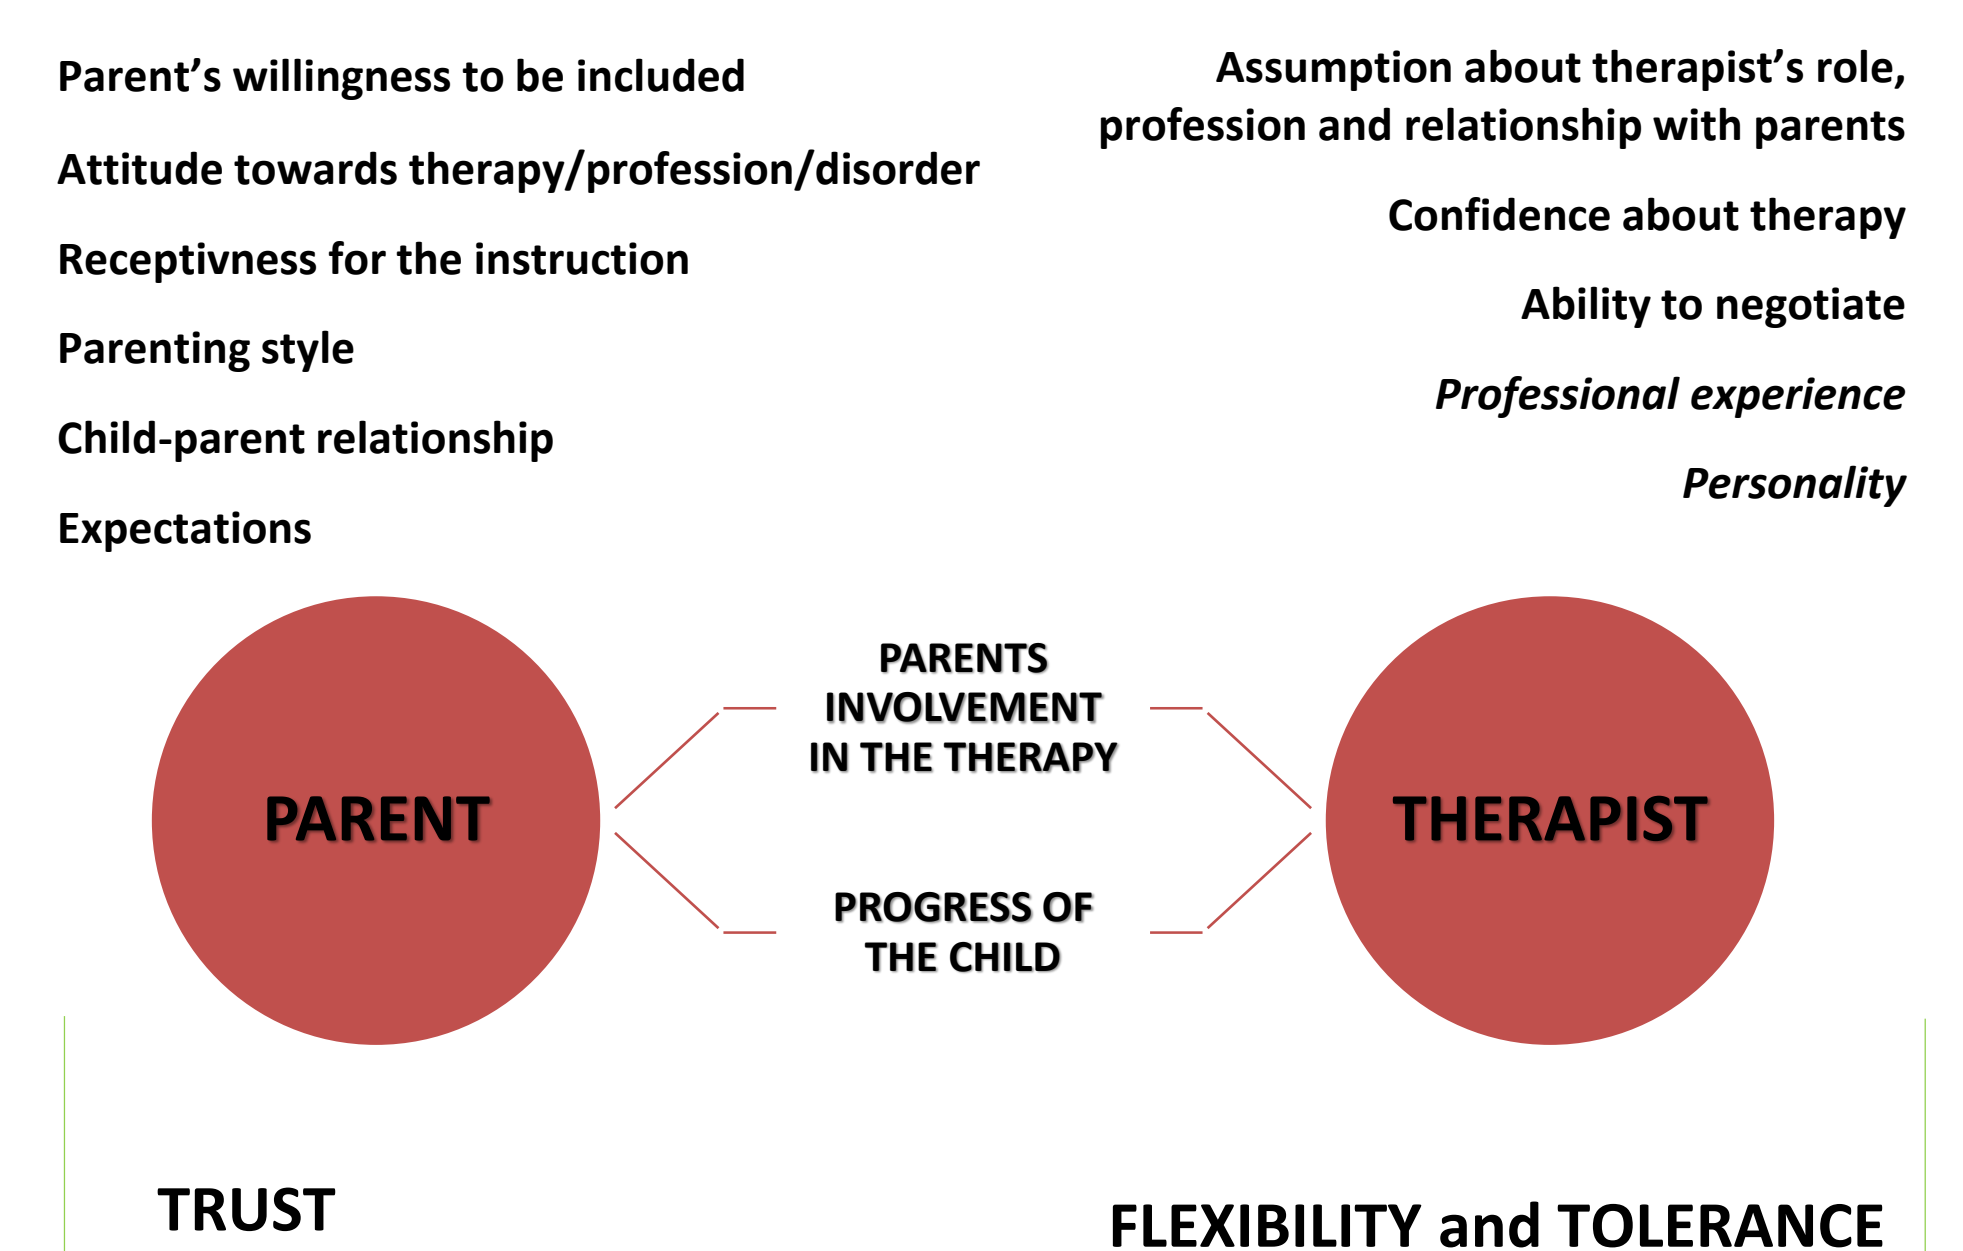 Parent’s willingness to be included
Attitude towards therapy/profession/disorder
Receptivness for the instruction
Parenting style
Child-parent relationship
Expectations
Assumption about therapist’s role,
profession and relationship with parents
Confidence about therapy
Ability to negotiate
Professional experience
Personality
PARENT
PARENTS
INVOLVEMENT
IN THE THERAPY
PROGRESS OF
THE CHILD
THERAPIST
TRUST
FLEXIBILITY and TOLERANCE